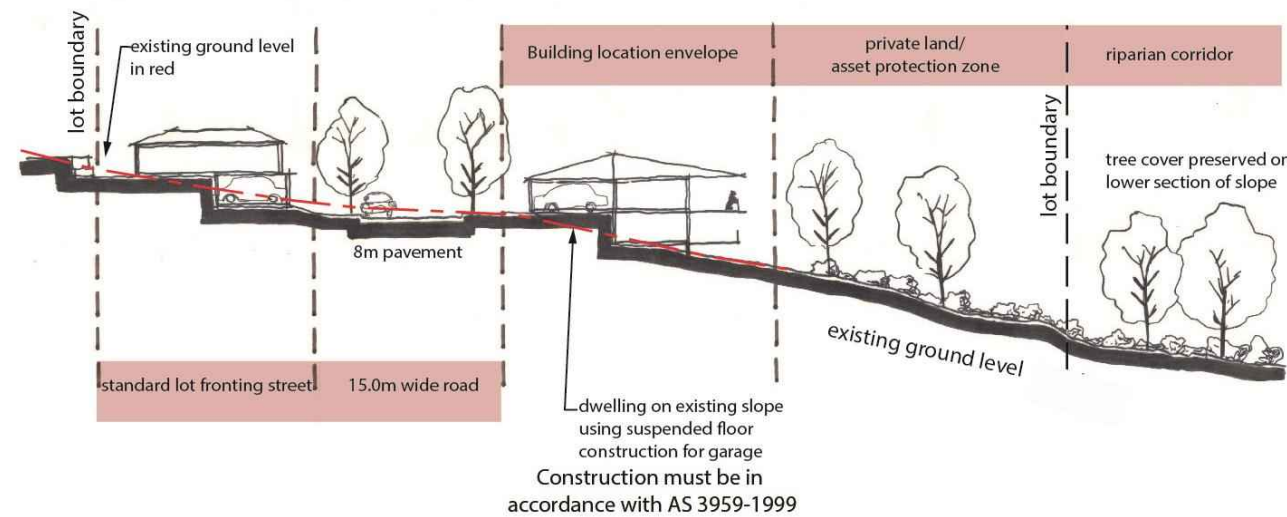 lot boundary
existing ground level
in red
Building location envelope
private land/
asset protection zone
riparian corridor
lot boundary
tree cover preserved on
lower section of slope
8m pavement
existing ground level
standard lot fronting street
15.0m wide road
dwelling on existing slope
using suspended floor
construction for garage
Construction must be in
accordance with AS 3959-1999